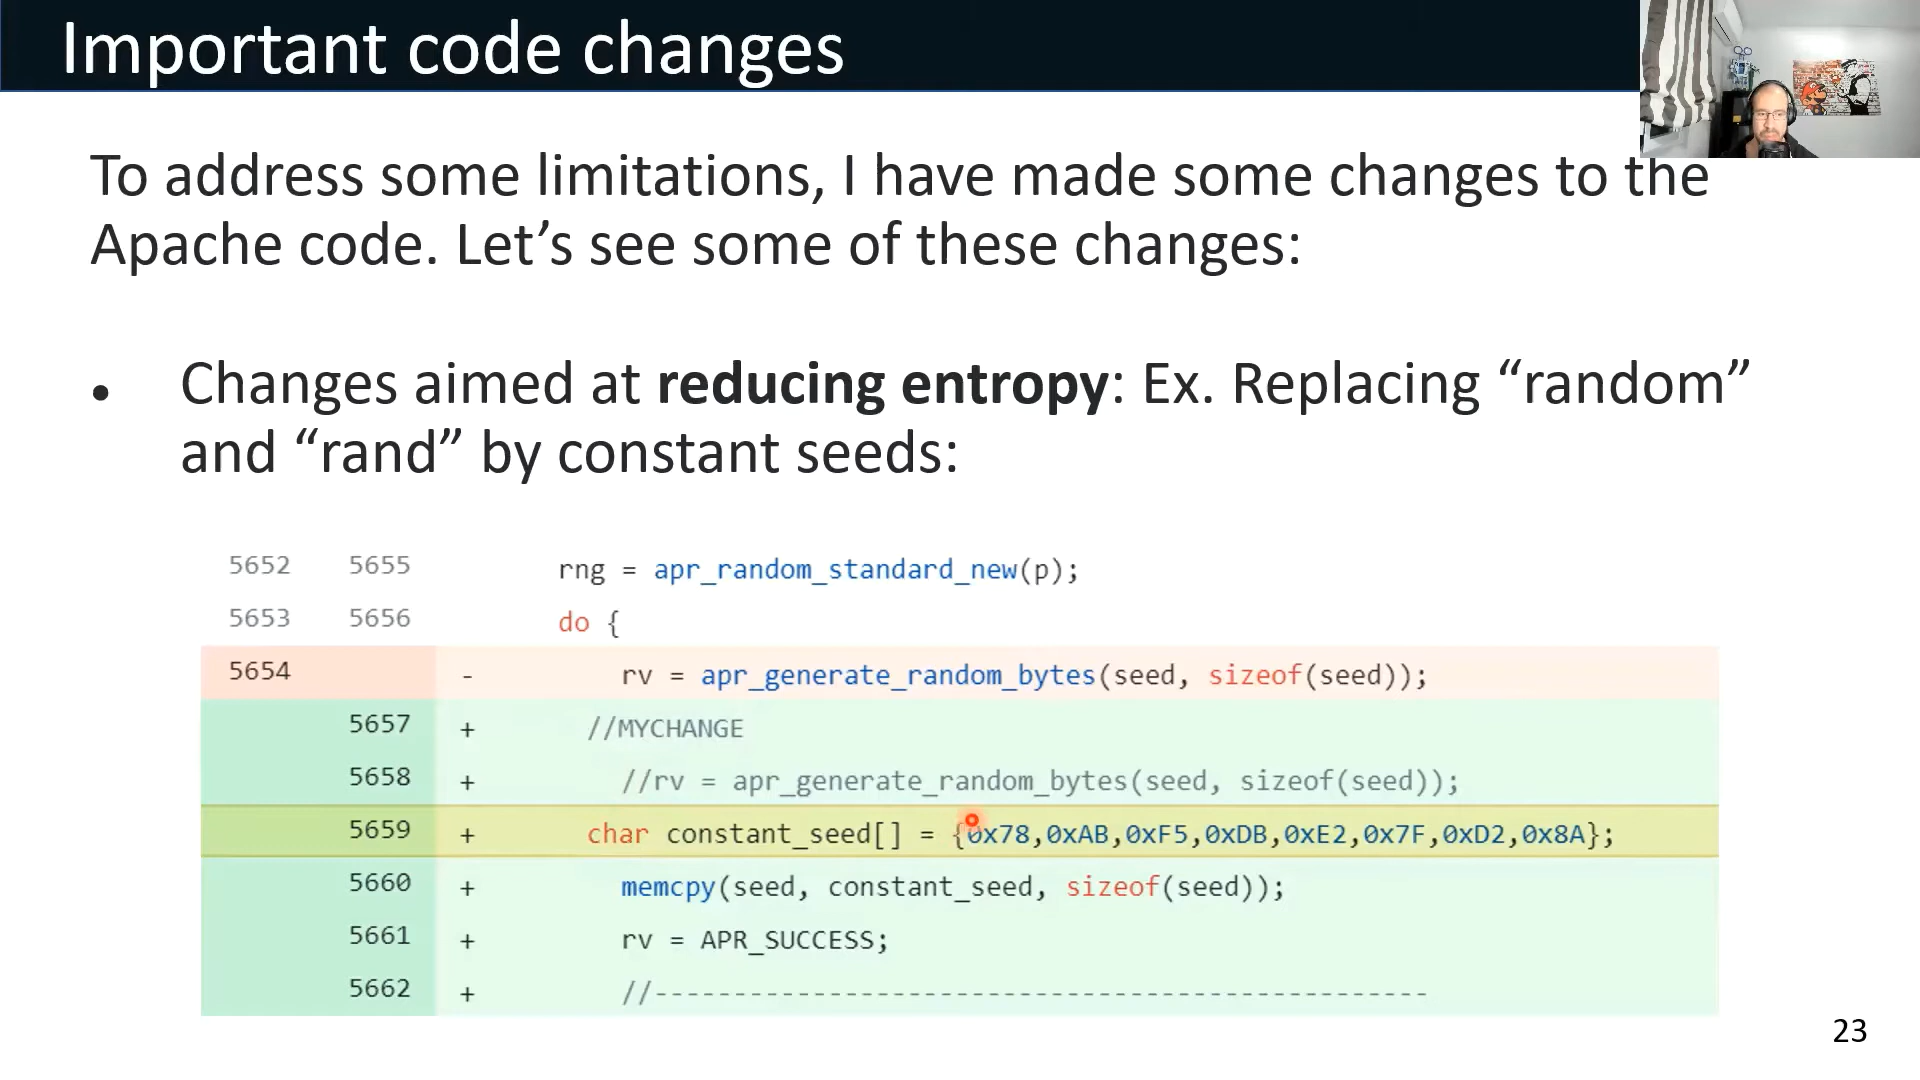 Important code changes
To address some limitations, I have made some changes to the
Apache code. Let’s see some of these changes:
• Changes aimed at reducing entropy: Ex. Replacing “random”
and “rand” by constant seeds:
5652 5655 rng = apr_random_standard_new(p);
5653 5656 do {
5654 - rv = apr_generate_random_bytes(seed, sizeof(seed));
5657 + //MYCHANGE
5658 + //rv = apr_generate_random_bytes(seed, sizeof(seed));
5659 + char constant_seed[] = {0x78,0xAB,0xF5,0xDB,0xE2,0x7F,0xD2,0x8A};
5660 + memcpy(seed, constant_seed, sizeof(seed));
5661 + rv = APR_SUCCESS;
5662 + //-------------------------------------------------
23